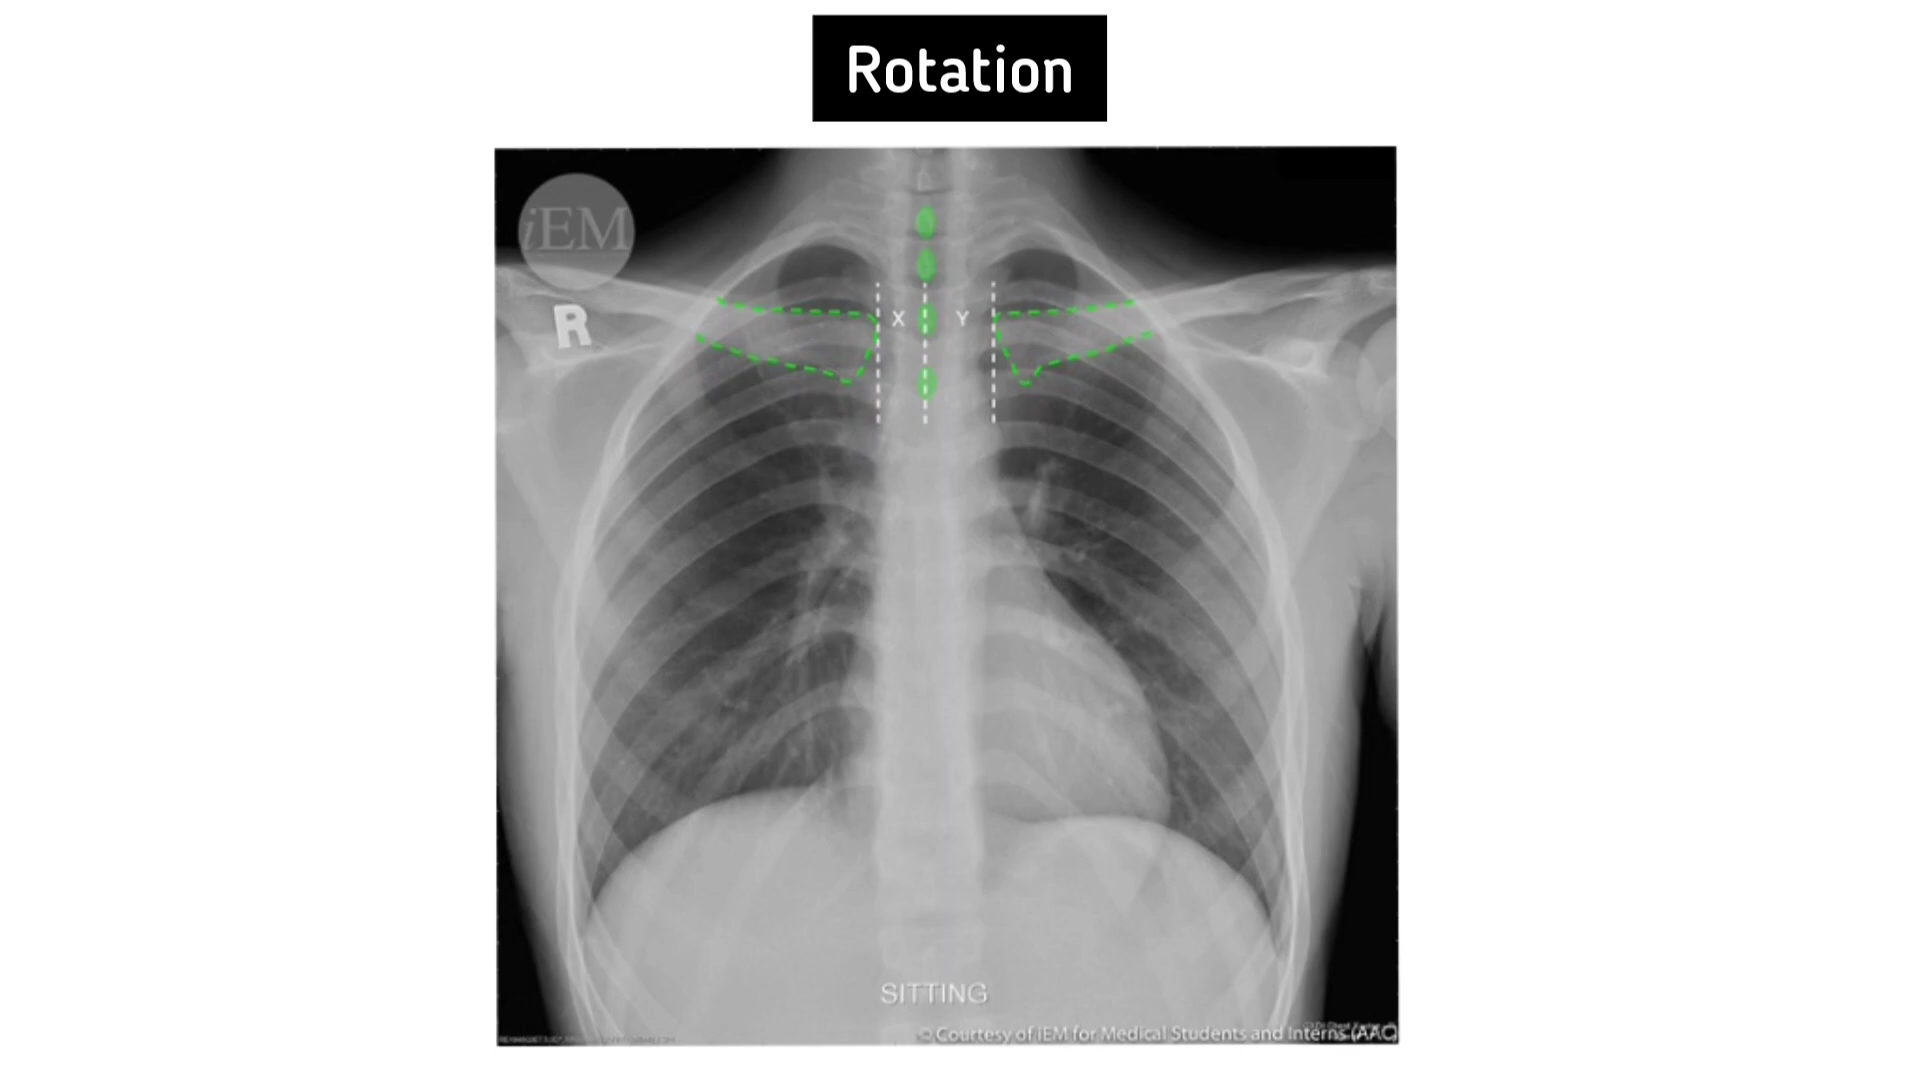 Rotation
iEM
R
X Y
SITTING
© Courtesy of iEM for Medical Students and Interns (AAC)